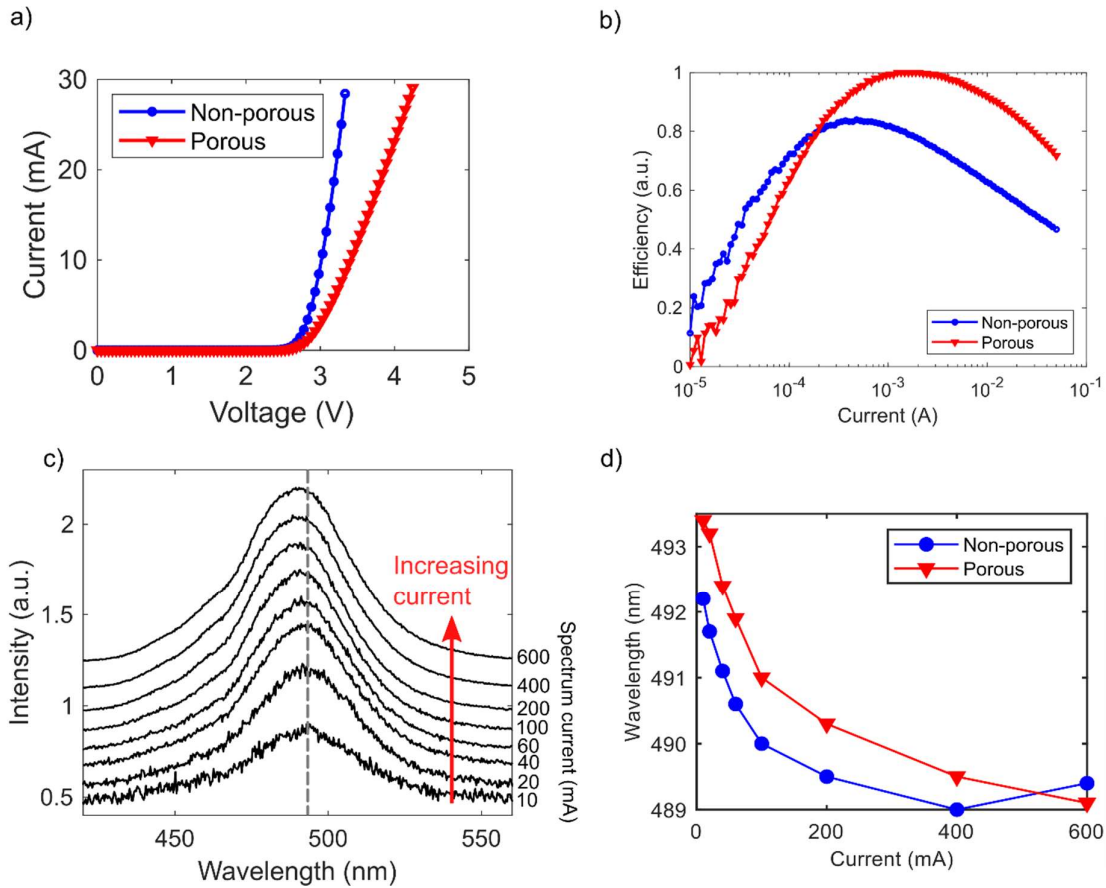 a)
30
20
10
0
Current (mA)
Non-porous
Porous
0 1 2 3 4 5
Voltage (V)
b)
1
0.8
0.6
0.4
0.2
0
Efficiency (a.u.)
Non-porous
Porous
10-5 10-4 10-3 10-2 10-1
Current (A)
c)
2
1.5
1
0.5
Intensity (a.u.)
Increasing
current
600
400
200
100
60
40
20
10
Spectrum current (mA)
450 500 550
Wavelength (nm)
d)
493
492
491
490
489
Wavelength (nm)
Non-porous
Porous
0 200 400 600
Current (mA)